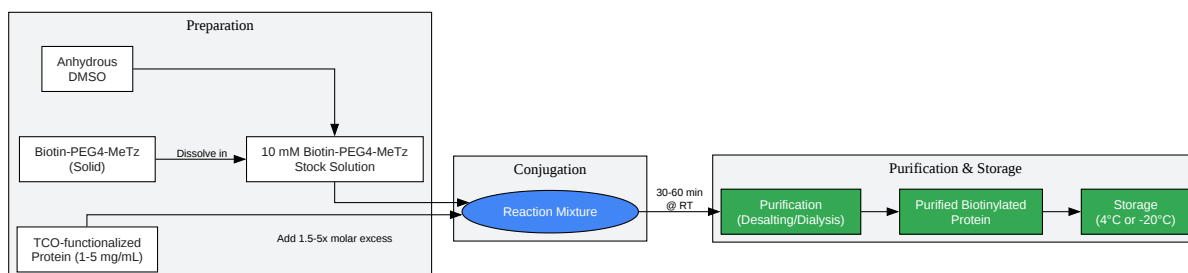 Preparation
Anhydrous
DMSO
Biotin-PEG4-MeTz
(Solid)
Dissolve in
10 mM Biotin-PEG4-MeTz
Stock Solution
TCO-functionalized
Protein (1-5 mg/mL)
Add 1.5-5x molar excess
Conjugation
Reaction Mixture
30-60 min
@ RT
Purification & Storage
Purification
(Desalting/Dialysis)
Purified Biotinylated
Protein
Storage
(4°C or -20°C)